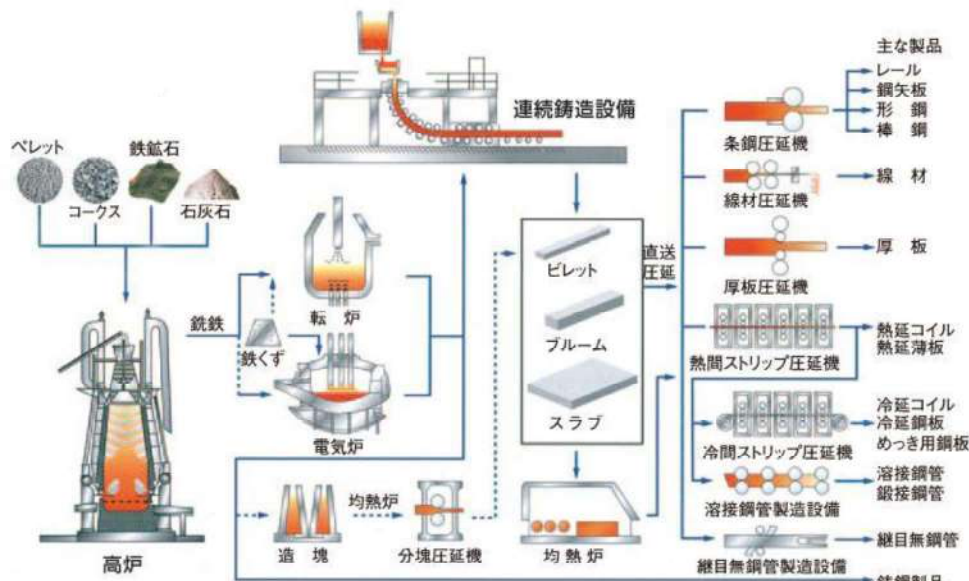 主な製品
レール
鋼矢板
形鋼
棒鋼
連続鋳造設備
条鋼圧延機
ペレット
鉄鉱石
コークス
石灰石
線材
線材圧延機
直送
圧延
ビレット
厚板
厚板圧延機
銑鉄
転炉
鉄くず
ブルーム
熱延コイル
熱延薄板
熱間ストリップ圧延機
スラブ
電気炉
冷延コイル
冷延鋼板
めっき用鋼板
冷間ストリップ圧延機
均熱炉
溶接鋼管
鍛接鋼管
溶接鋼管製造設備
造塊
分塊圧延機
均熱炉
継目無鋼管
継目無鋼管製造設備
高炉